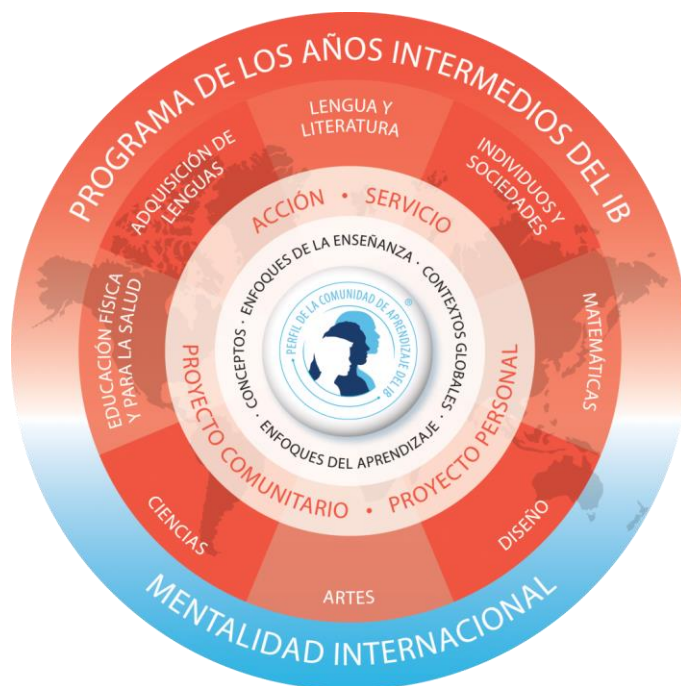 PROGRAMA DE LOS AÑOS INTERMEDIOS DEL IB
LENGUA Y
LITERATURA
INDIVIDUOS Y
SOCIEDADES
MATEMÁTICAS
DISEÑO
ARTES
CIENCIAS
EDUCACIÓN FÍSICA
Y PARA LA SALUD
ADQUISICIÓN DE
LENGUAS
ACCIÓN • SERVICIO
PROYECTO COMUNITARIO • PROYECTO PERSONAL
CONCEPTOS · ENFOQUES DE LA ENSEÑANZA · CONTEXTOS GLOBALES ·
ENFOQUES DEL APRENDIZAJE ·
• PERFIL DE LA COMUNIDAD DE APRENDIZAJE DEL IB • ®
MENTALIDAD INTERNACIONAL